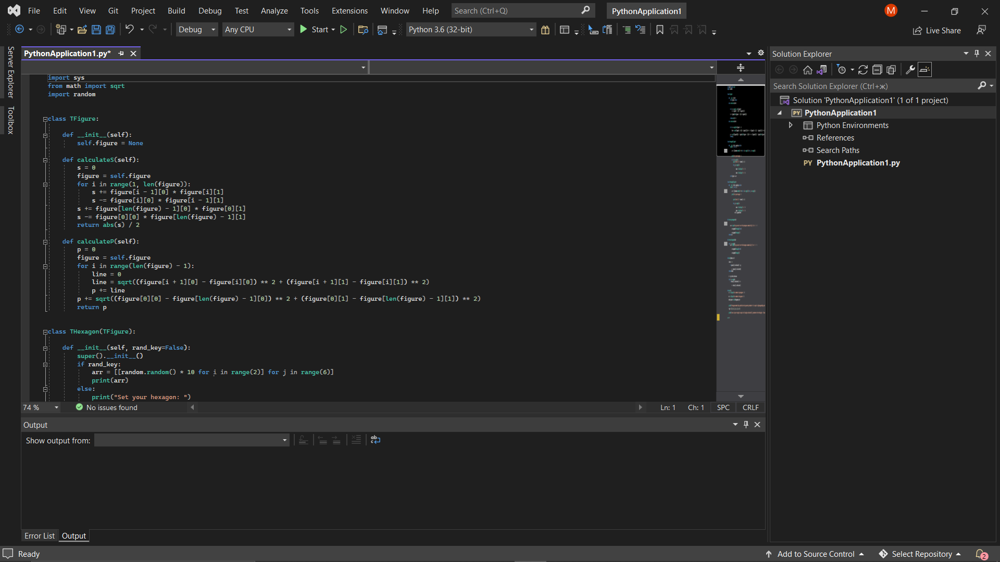 File Edit View Git Project Build Debug Test Analyze Tools Extensions Window Help Search (Ctrl+Q) PythonApplication1 M
Debug Any CPU Start Python 3.6 (32-bit) Live Share
Server Explorer
Toolbox
PythonApplication1.py*
import sys
from math import sqrt
import random
class TFigure:
def __init__(self):
self.figure = None
def calculateS(self):
s = 0
figure = self.figure
for i in range(1, len(figure)):
s += figure[i - 1][0] * figure[i][1]
s -= figure[i][0] * figure[i - 1][1]
s += figure[len(figure) - 1][0] * figure[0][1]
s -= figure[0][0] * figure[len(figure) - 1][1]
return abs(s) / 2
def calculateP(self):
p = 0
figure = self.figure
for i in range(len(figure) - 1):
line = 0
line = sqrt((figure[i + 1][0] - figure[i][0]) ** 2 + (figure[i + 1][1] - figure[i][1]) ** 2)
p += line
p += sqrt((figure[0][0] - figure[len(figure) - 1][0]) ** 2 + (figure[0][1] - figure[len(figure) - 1][1]) ** 2)
return p
class THexagon(TFigure):
def __init__(self, rand_key=False):
super().__init__()
if rand_key:
arr = [[random.random() * 10 for i in range(2)] for j in range(6)]
print(arr)
else:
print("Set your hexagon: ")
74 % No issues found Ln: 1 Ch: 1 SPC CRLF
Output
Show output from:
Error List Output
Solution Explorer
Search Solution Explorer (Ctrl+ж)
Solution 'PythonApplication1' (1 of 1 project)
PY PythonApplication1
Python Environments
References
Search Paths
PY PythonApplication1.py
Ready Add to Source Control Select Repository 2